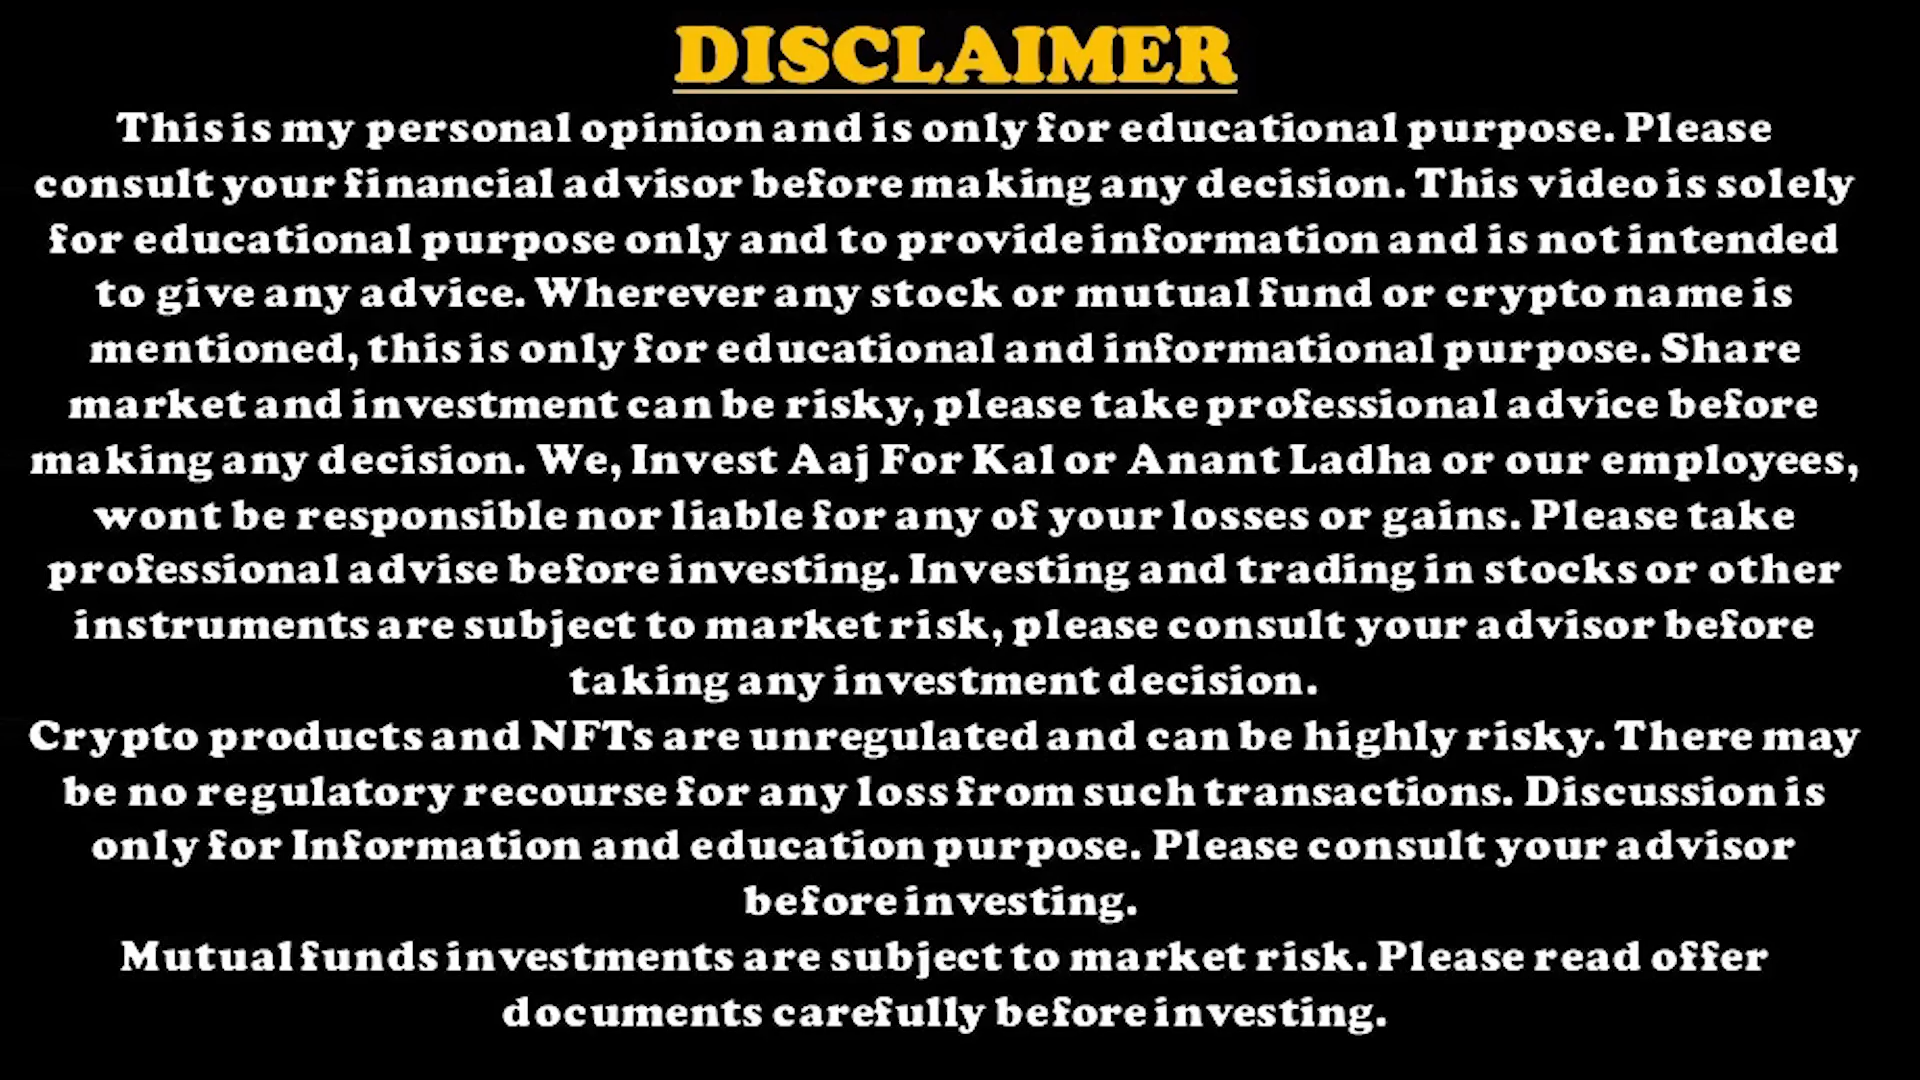 DISCLAIMER
This is my personal opinion and is only for educational purpose. Please
consult your financial advisor before making any decision. This video is solely
for educational purpose only and to provide information and is not intended
to give any advice. Wherever any stock or mutual fund or crypto name is
mentioned, this is only for educational and informational purpose. Share
market and investment can be risky, please take professional advice before
making any decision. We, Invest Aaj For Kal or Anant Ladha or our employees,
wont be responsible nor liable for any of your losses or gains. Please take
professional advise before investing. Investing and trading in stocks or other
instruments are subject to market risk, please consult your advisor before
taking any investment decision.
Crypto products and NFTs are unregulated and can be highly risky. There may
be no regulatory recourse for any loss from such transactions. Discussion is
only for Information and education purpose. Please consult your advisor
before investing.
Mutual funds investments are subject to market risk. Please read offer
documents carefully before investing.